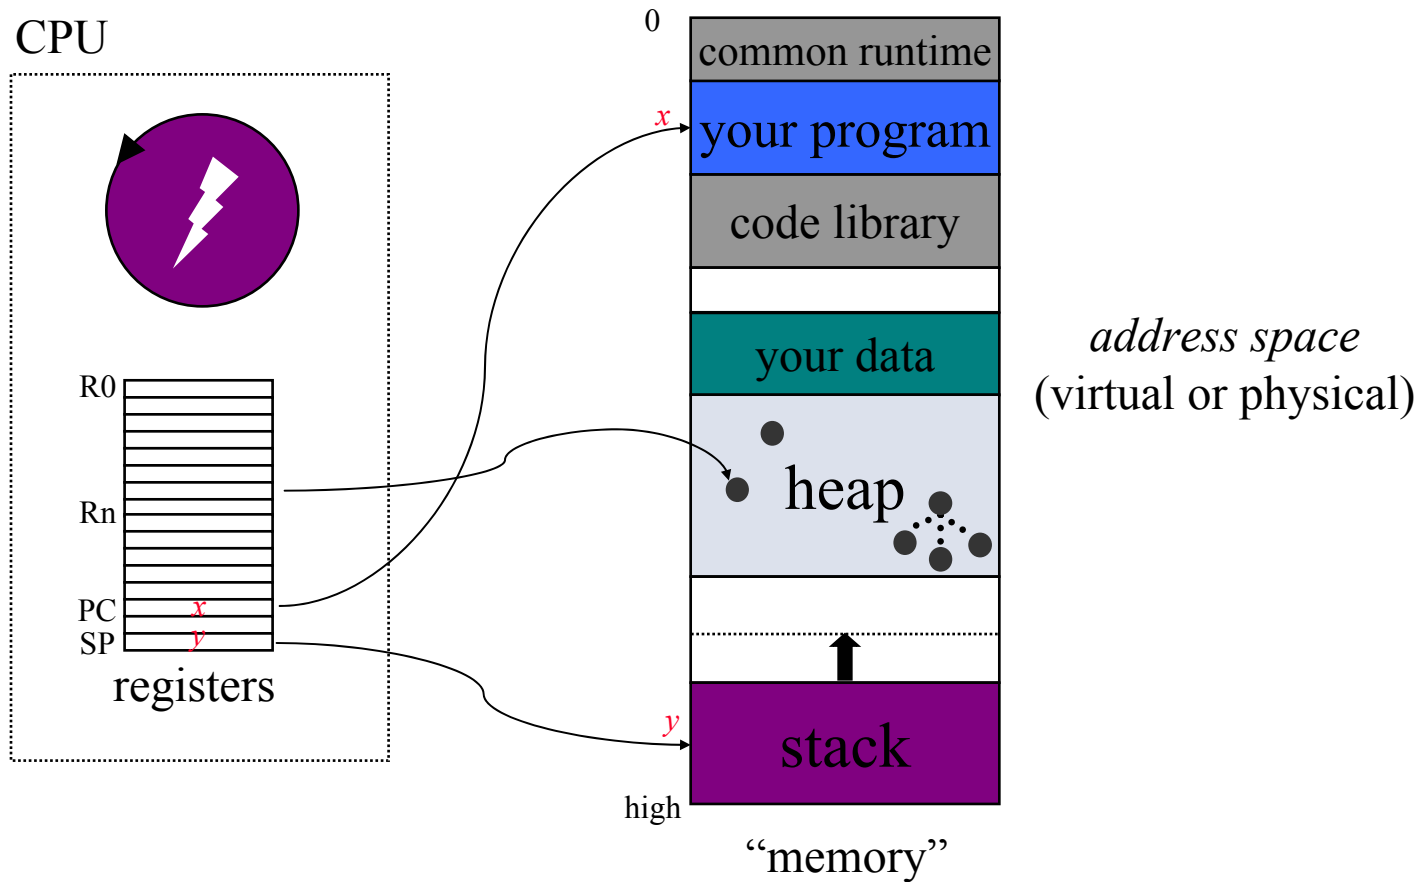 CPU
R0
Rn
PC
x
SP
y
registers
0
common runtime
x
your program
code library
your data
heap
y
stack
high
“memory”
address space
(virtual or physical)